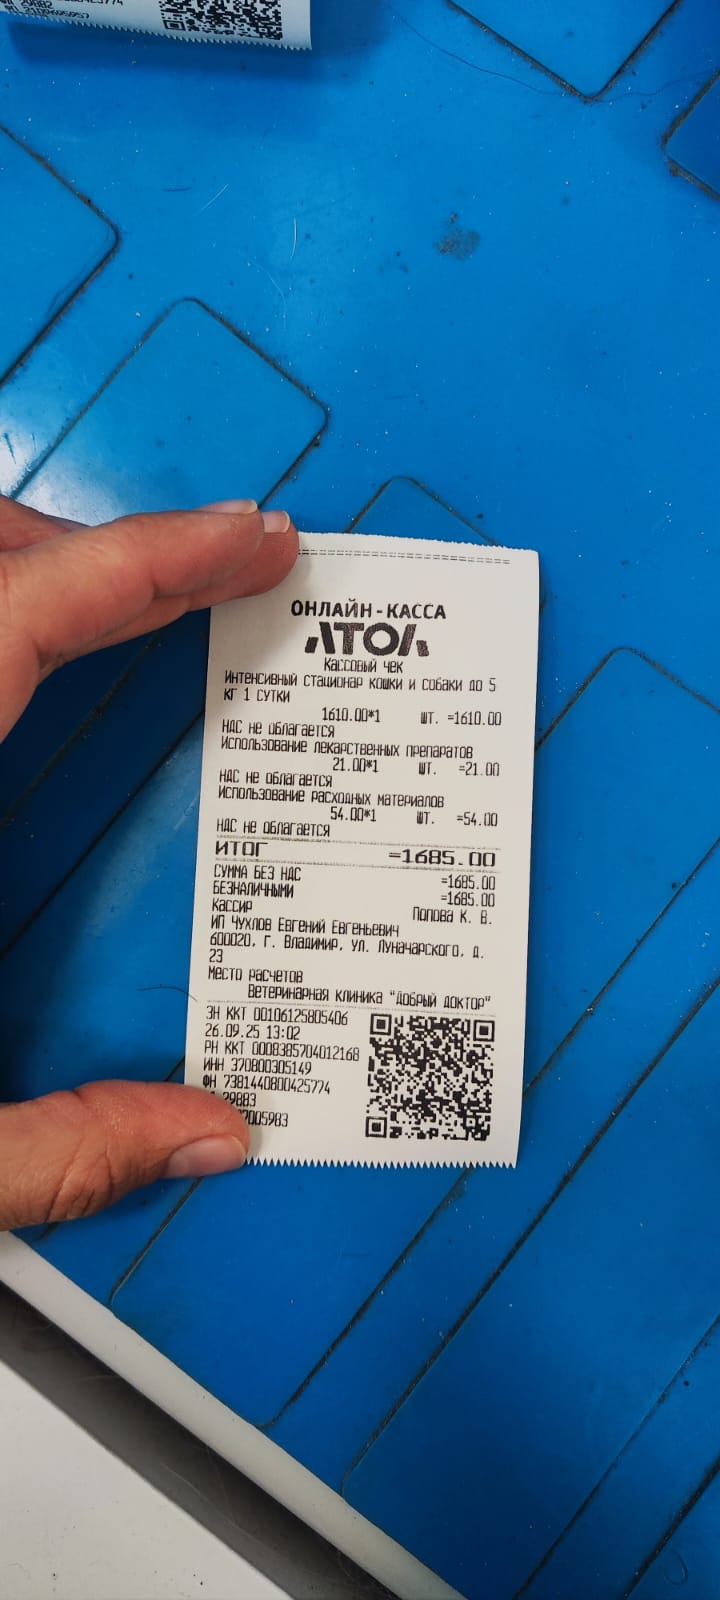 ОНЛАЙН-КАССА
АТОЛ
Кассовый чек
Интенсивный стационар кошки и собаки до 5
кг 1 сутки
1610.00*1 шт. =1610.00
НДС не облагается
Использование лекарственных препаратов
21.00*1 шт. =21.00
НДС не облагается
Использование расходных материалов
54.00*1 шт. =54.00
НДС не облагается
ИТОГ =1685.00
СУММА БЕЗ НДС =1685.00
БЕЗНАЛИЧНЫМИ =1685.00
Кассир Попова К. В.
ИП Чухлов Евгений Евгеньевич
600020, г. Владимир, ул. Луначарского, д.
23
Место расчетов
Ветеринарная клиника "Добрый доктор"
ЗН ККТ 00106125805406
26.09.25 13:02
РН ККТ 0008385704012168
ИНН 370800305149
ФН 7381440800425774
29883
7005983